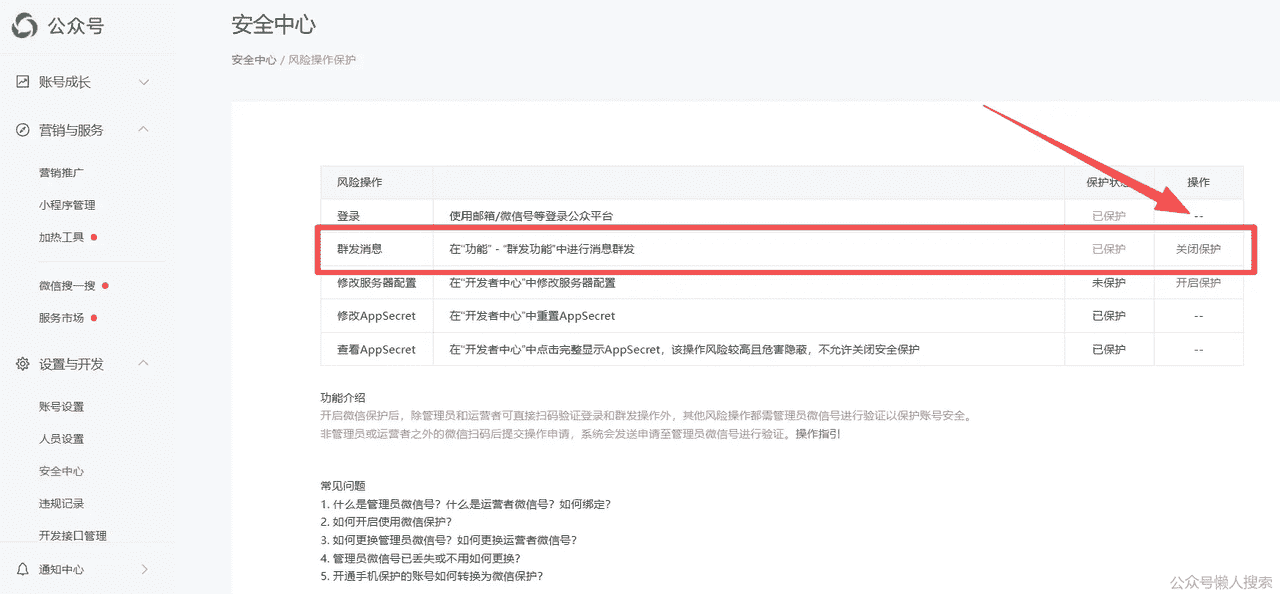 公众号
账号成长
营销与服务
营销推广
小程序管理
加热工具
微信搜一搜
服务市场
设置与开发
账号设置
人员设置
安全中心
违规记录
开发接口管理
通知中心
安全中心
安全中心 / 风险操作保护
风险操作 保护状态 操作
登录 使用邮箱/微信号等登录公众平台 已保护 --
群发消息 在“功能” - “群发功能”中进行消息群发 已保护 关闭保护
修改服务器配置 在“开发者中心”中修改服务器配置 未保护 开启保护
修改AppSecret 在“开发者中心”中重置AppSecret 已保护 --
查看AppSecret 在“开发者中心”中点击完整显示AppSecret，该操作风险较高且危害隐蔽，不允许关闭安全保护 已保护 --
功能介绍
开启微信保护后，除管理员和运营者可直接扫码验证登录和群发操作外，其他风险操作都需管理员微信号进行验证以保护账号安全。
非管理员或运营者之外的微信扫码后提交操作申请，系统会发送申请至管理员微信号进行验证。操作指引
常见问题
1. 什么是管理员微信号？什么是运营者微信号？如何绑定？
2. 如何开启使用微信保护？
3. 如何更换管理员微信号？如何更换运营者微信号？
4. 管理员微信号已丢失或不用如何更换？
5. 开通手机保护的账号如何转换为微信保护？
公众号懒人搜索